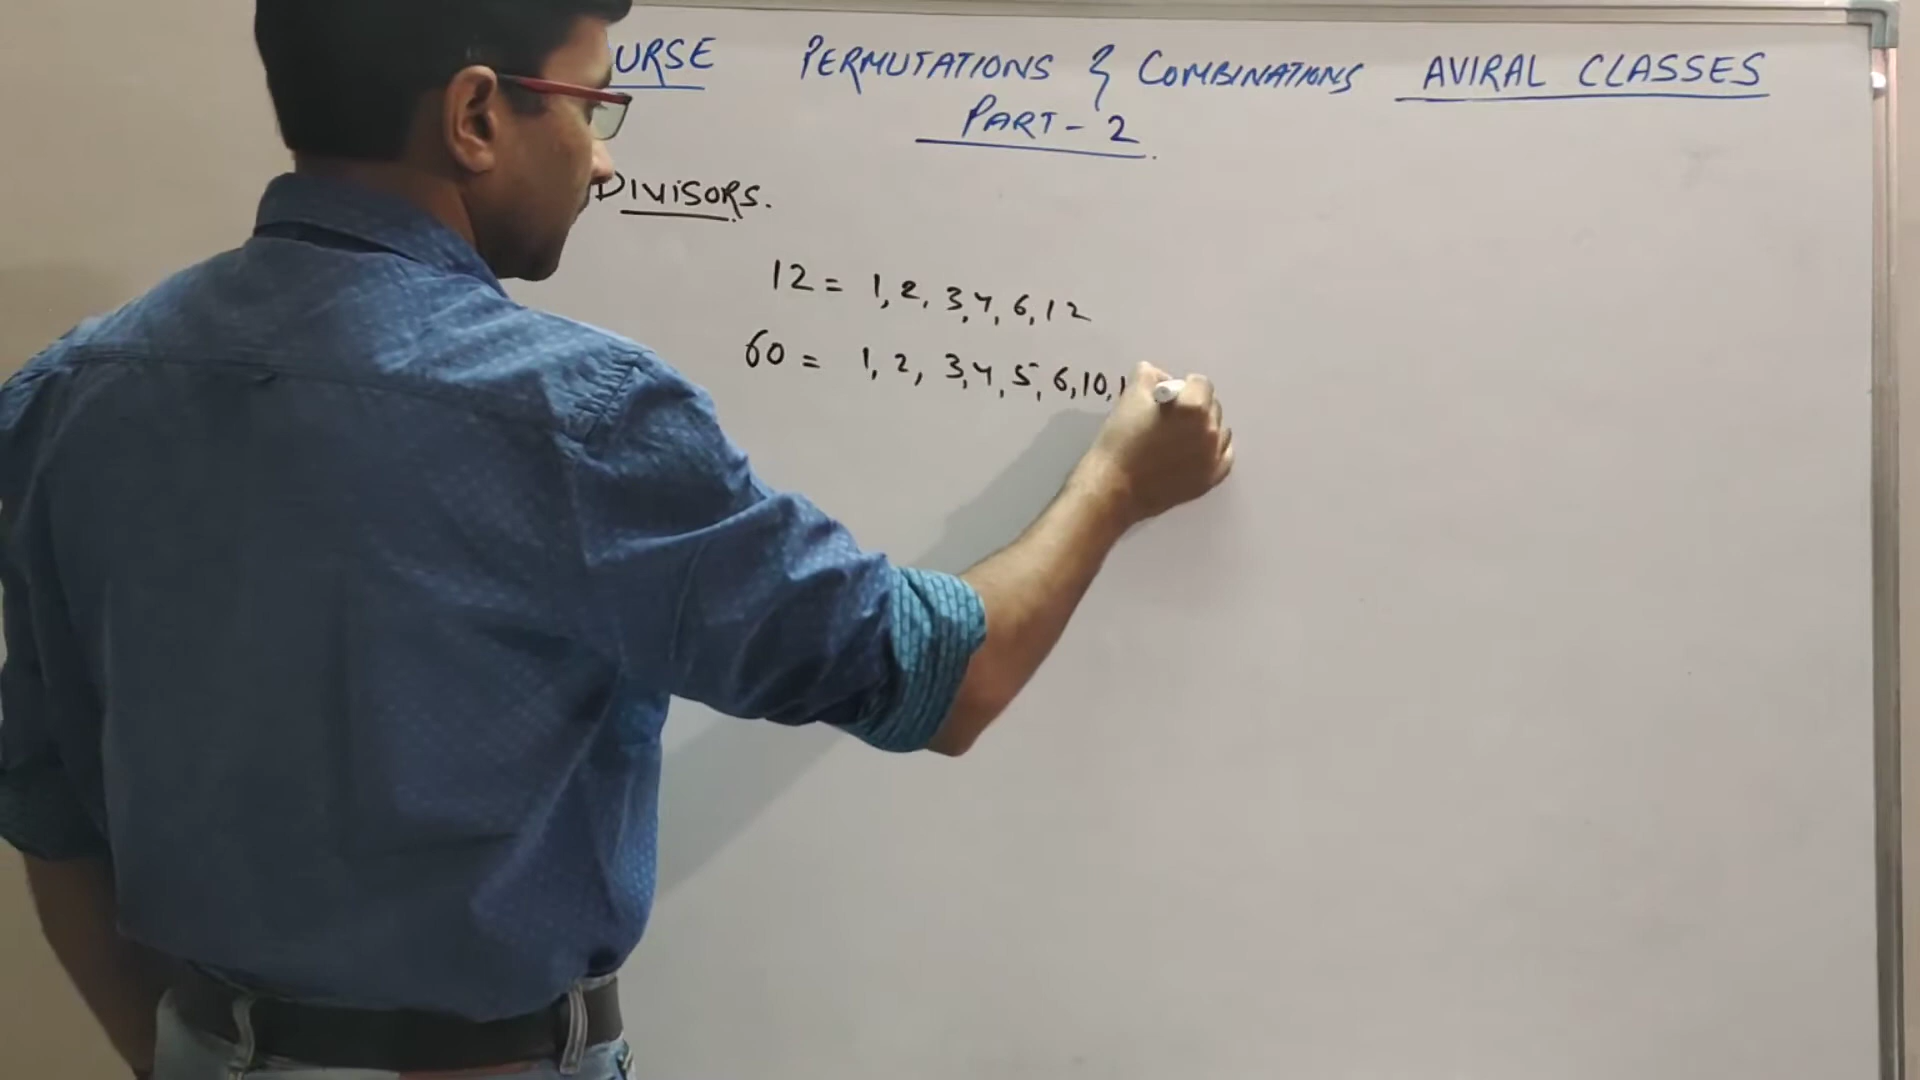 URSE PERMUTATIONS & COMBINATIONS AVIRAL CLASSES
PART - 2
DIVISORS.
12 = 1, 2, 3, 4, 6, 12
60 = 1, 2, 3, 4, 5, 6, 10, 1